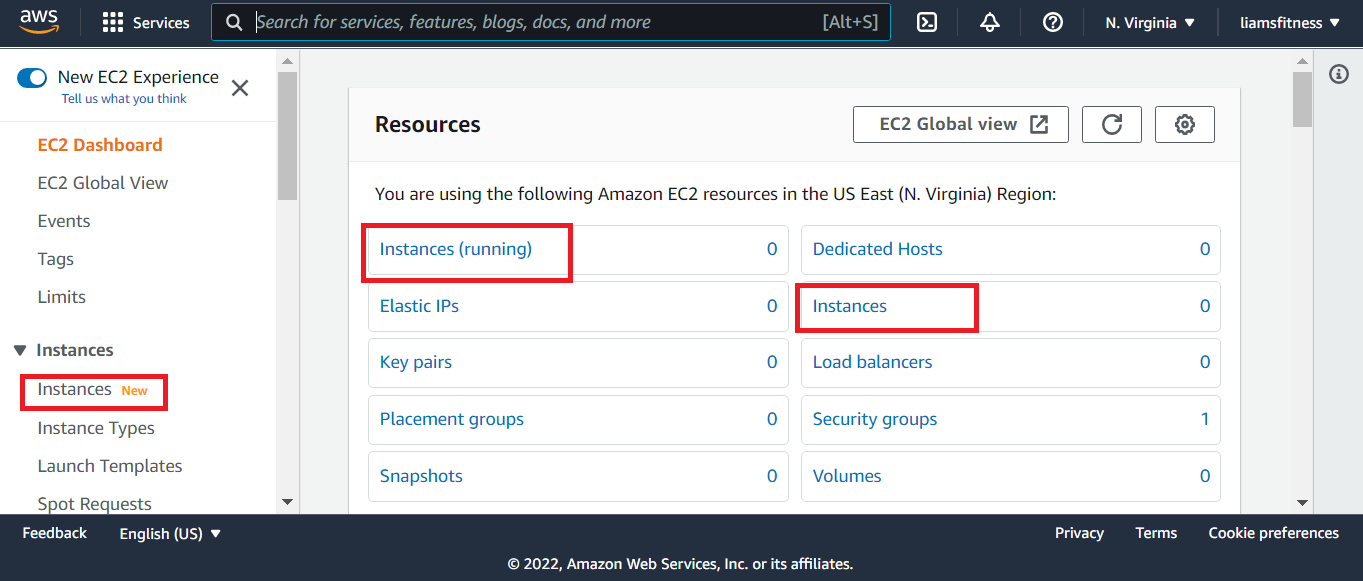 aws
Services
Search for services, features, blogs, docs, and more [Alt+S]
N. Virginia ▼
liamsfitness ▼
New EC2 Experience
Tell us what you think
EC2 Dashboard
EC2 Global View
Events
Tags
Limits
▼ Instances
Instances New
Instance Types
Launch Templates
Spot Requests
Resources
EC2 Global view
You are using the following Amazon EC2 resources in the US East (N. Virginia) Region:
Instances (running) 0
Dedicated Hosts 0
Elastic IPs 0
Instances 0
Key pairs 0
Load balancers 0
Placement groups 0
Security groups 1
Snapshots 0
Volumes 0
Feedback
English (US) ▼
Privacy
Terms
Cookie preferences
© 2022, Amazon Web Services, Inc. or its affiliates.